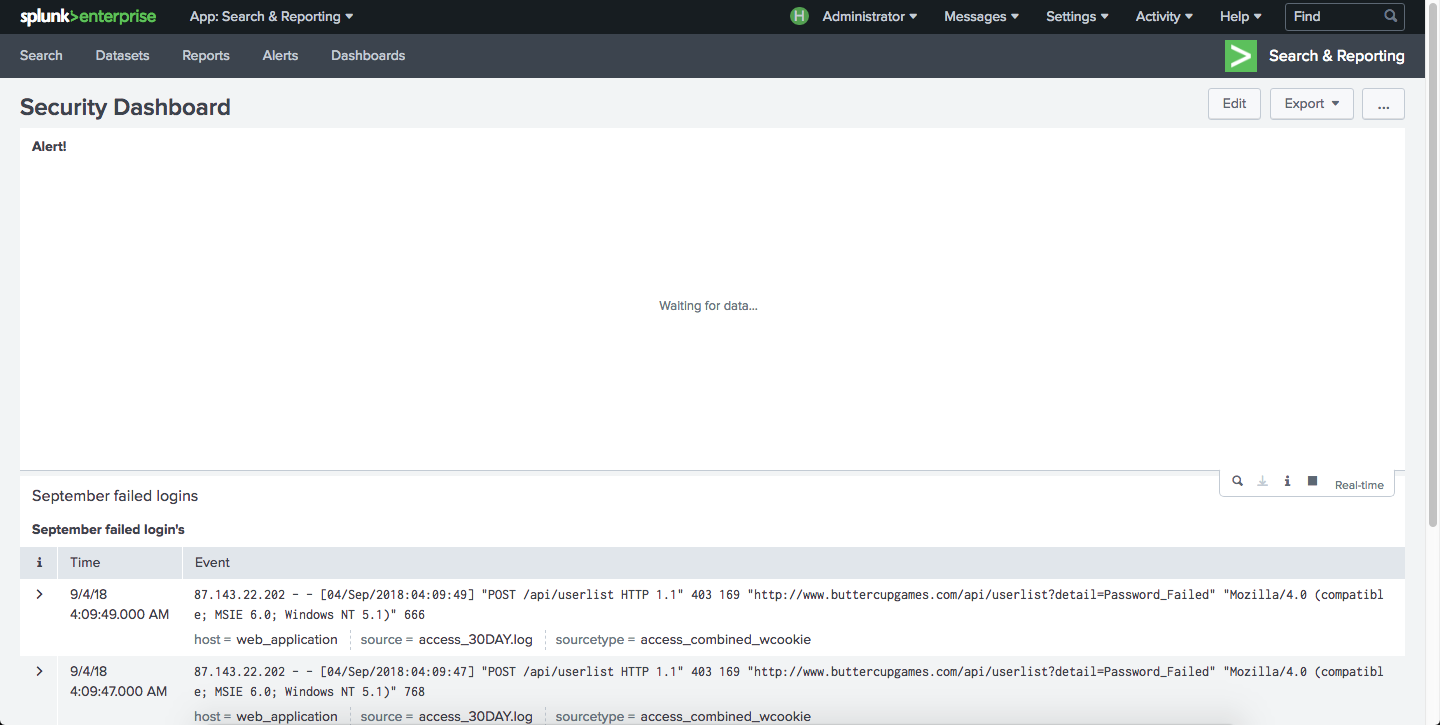 splunk>enterprise App: Search & Reporting H Administrator Messages Settings Activity Help Find
Search Datasets Reports Alerts Dashboards Search & Reporting
Security Dashboard Edit Export ...
Alert!
Waiting for data...
Real-time
September failed logins
September failed login's
i Time Event
9/4/18 87.143.22.202 - - [04/Sep/2018:04:09:49] "POST /api/userlist HTTP 1.1" 403 169 "http://www.buttercupgames.com/api/userlist?detail=Password_Failed" "Mozilla/4.0 (compatibl
4:09:49.000 AM e; MSIE 6.0; Windows NT 5.1)" 666
host = web_application source = access_30DAY.log sourcetype = access_combined_wcookie
9/4/18 87.143.22.202 - - [04/Sep/2018:04:09:47] "POST /api/userlist HTTP 1.1" 403 169 "http://www.buttercupgames.com/api/userlist?detail=Password_Failed" "Mozilla/4.0 (compatibl
4:09:47.000 AM e; MSIE 6.0; Windows NT 5.1)" 768
host = web_application source = access_30DAY.log sourcetype = access_combined_wcookie